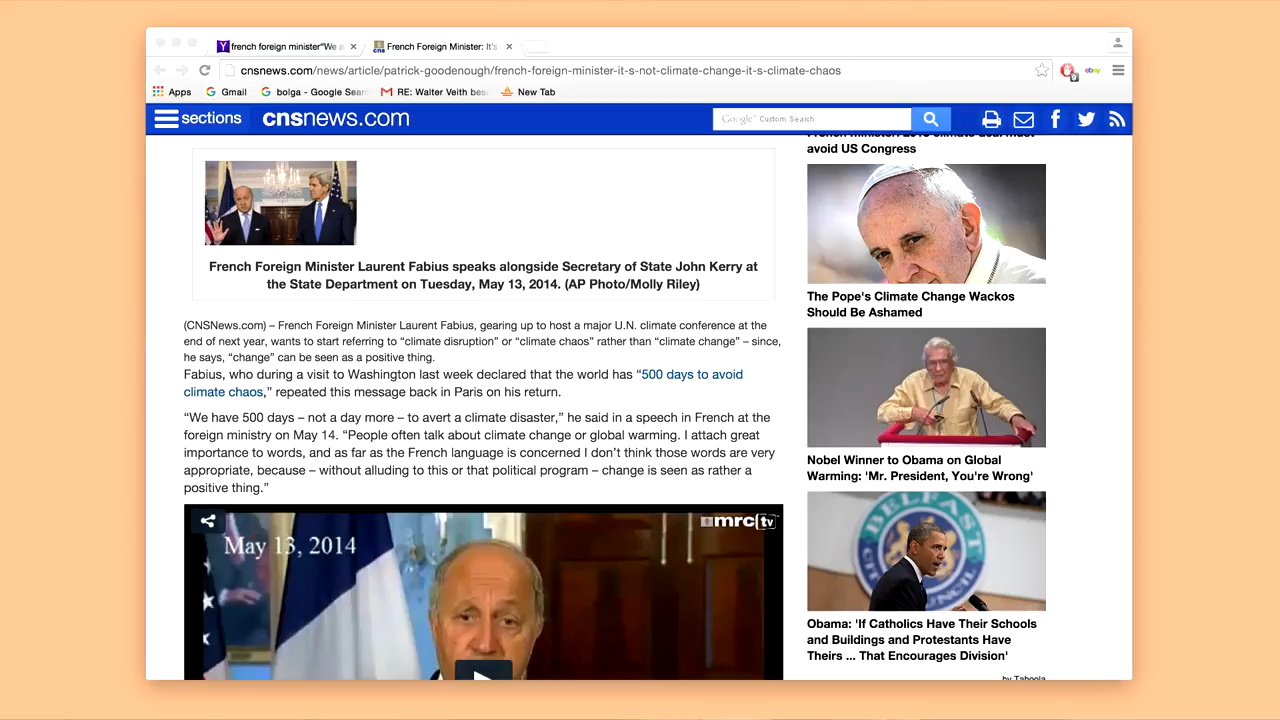 french foreign minister"We a
French Foreign Minister: It's
cnsnews.com/news/article/patrick-goodenough/french-foreign-minister-it-s-not-climate-change-it-s-climate-chaos
ebay
Apps
Gmail
bolga - Google Sear
RE: Walter Veith bes
New Tab
sections
cnsnews.com
Google™ Custom Search
avoid US Congress
French Foreign Minister Laurent Fabius speaks alongside Secretary of State John Kerry at
the State Department on Tuesday, May 13, 2014. (AP Photo/Molly Riley)
(CNSNews.com) – French Foreign Minister Laurent Fabius, gearing up to host a major U.N. climate conference at the
end of next year, wants to start referring to “climate disruption” or “climate chaos” rather than “climate change” – since,
he says, “change” can be seen as a positive thing.
Fabius, who during a visit to Washington last week declared that the world has “500 days to avoid
climate chaos,” repeated this message back in Paris on his return.
“We have 500 days – not a day more – to avert a climate disaster,” he said in a speech in French at the
foreign ministry on May 14. “People often talk about climate change or global warming. I attach great
importance to words, and as far as the French language is concerned I don’t think those words are very
appropriate, because – without alluding to this or that political program – change is seen as rather a
positive thing.”
mrc tv
May 13, 2014
The Pope's Climate Change Wackos
Should Be Ashamed
Nobel Winner to Obama on Global
Warming: 'Mr. President, You're Wrong'
BELFAST
CITY COUNCIL
Obama: 'If Catholics Have Their Schools
and Buildings and Protestants Have
Theirs ... That Encourages Division'
by Taboola